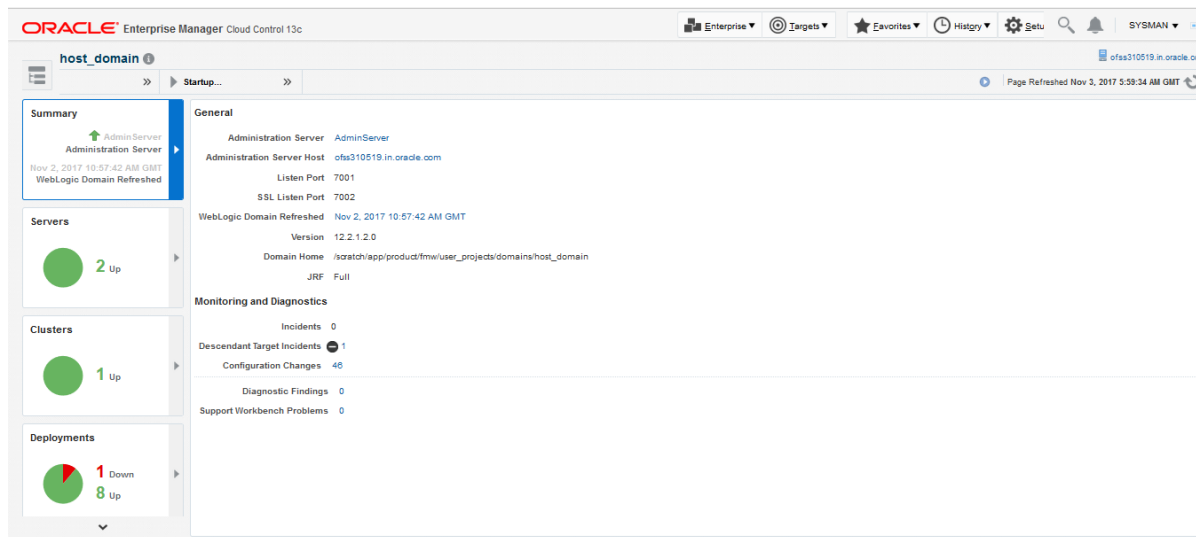 ORACLE Enterprise Manager Cloud Control 13c
Enterprise Targets Favorites History Setu SYSMAN
host_domain
ofss310519.in.oracle.co
Startup...
Page Refreshed Nov 3, 2017 5:59:34 AM GMT
Summary
AdminServer
Administration Server
Nov 2, 2017 10:57:42 AM GMT
WebLogic Domain Refreshed
Servers
2 Up
Clusters
1 Up
Deployments
1 Down
8 Up
General
Administration Server AdminServer
Administration Server Host ofss310519.in.oracle.com
Listen Port 7001
SSL Listen Port 7002
WebLogic Domain Refreshed Nov 2, 2017 10:57:42 AM GMT
Version 12.2.1.2.0
Domain Home /scratch/app/product/fmw/user_projects/domains/host_domain
JRF Full
Monitoring and Diagnostics
Incidents 0
Descendant Target Incidents 1
Configuration Changes 46
Diagnostic Findings 0
Support Workbench Problems 0